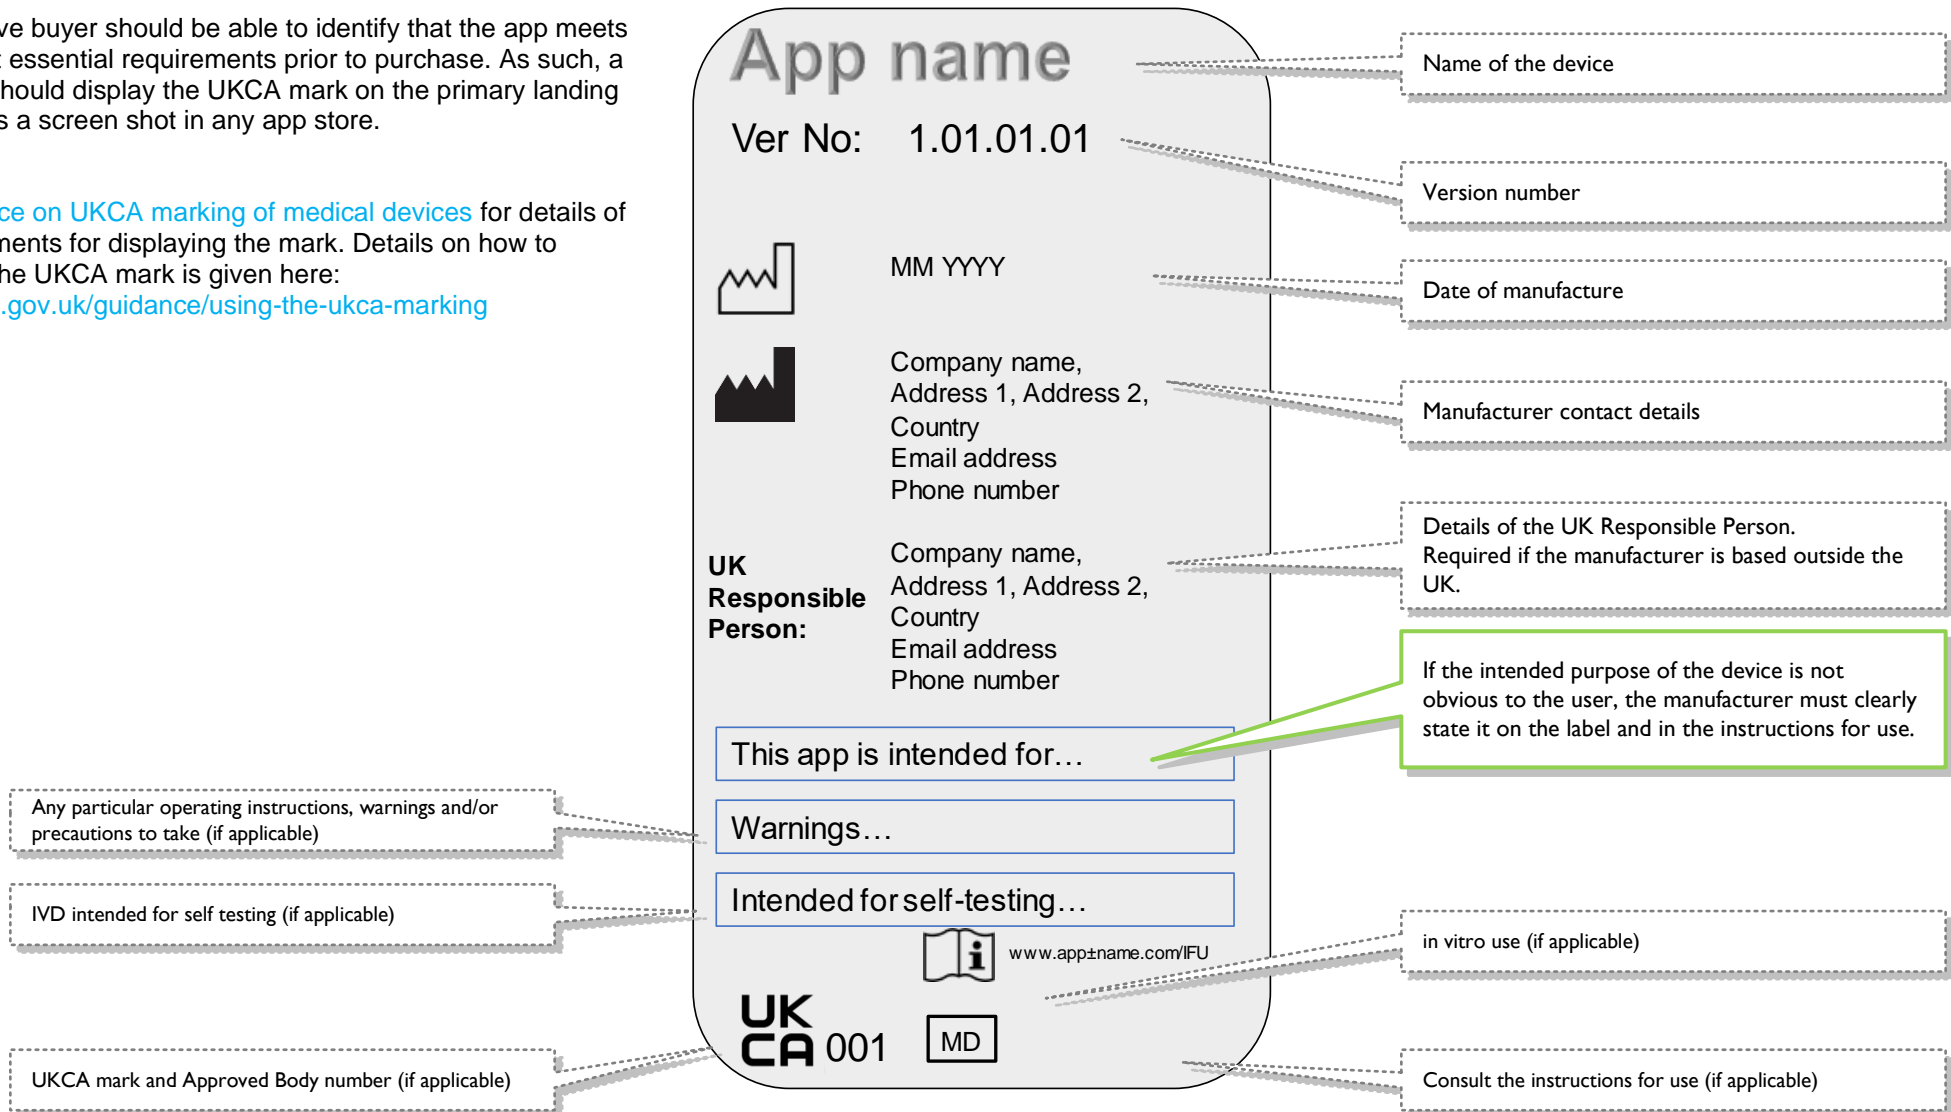 ve buyer should be able to identify that the app meets
essential requirements prior to purchase. As such, a
hould display the UKCA mark on the primary landing
s a screen shot in any app store.
ce on UKCA marking of medical devices for details of
ments for displaying the mark. Details on how to
he UKCA mark is given here:
.gov.uk/guidance/using-the-ukca-marking
App name
Ver No: 1.01.01.01
MM YYYY
Company name,
Address 1, Address 2,
Country
Email address
Phone number
UK
Responsible
Person:
Company name,
Address 1, Address 2,
Country
Email address
Phone number
This app is intended for…
Warnings…
Intended for self-testing…
www.app±name.com/IFU
UK
CA 001
MD
Name of the device
Version number
Date of manufacture
Manufacturer contact details
Details of the UK Responsible Person.
Required if the manufacturer is based outside the
UK.
If the intended purpose of the device is not
obvious to the user, the manufacturer must clearly
state it on the label and in the instructions for use.
Any particular operating instructions, warnings and/or
precautions to take (if applicable)
IVD intended for self testing (if applicable)
UKCA mark and Approved Body number (if applicable)
in vitro use (if applicable)
Consult the instructions for use (if applicable)